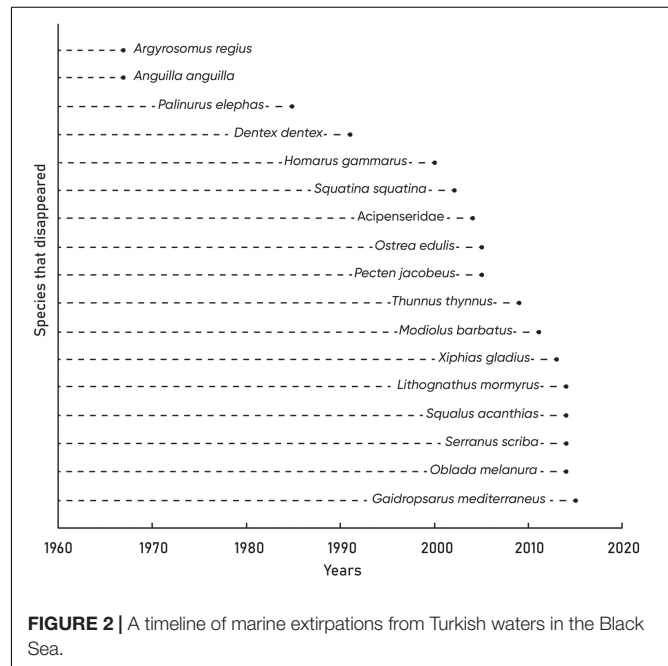 Argyrosomus regius
Anguilla anguilla
Palinurus elephas
Dentex dentex
Homarus gammarus
Squatina squatina
Acipenseridae
Ostrea edulis
Pecten jacobeus
Thunnus thynnus
Modiolus barbatus
Xiphias gladius
Lithognathus mormyrus
Squalus acanthias
Serranus scriba
Oblada melanura
Gaidropsarus mediterraneus
Species that disappeared
1960 1970 1980 1990 2000 2010 2020
Years
FIGURE 2 | A timeline of marine extirpations from Turkish waters in the Black
Sea.